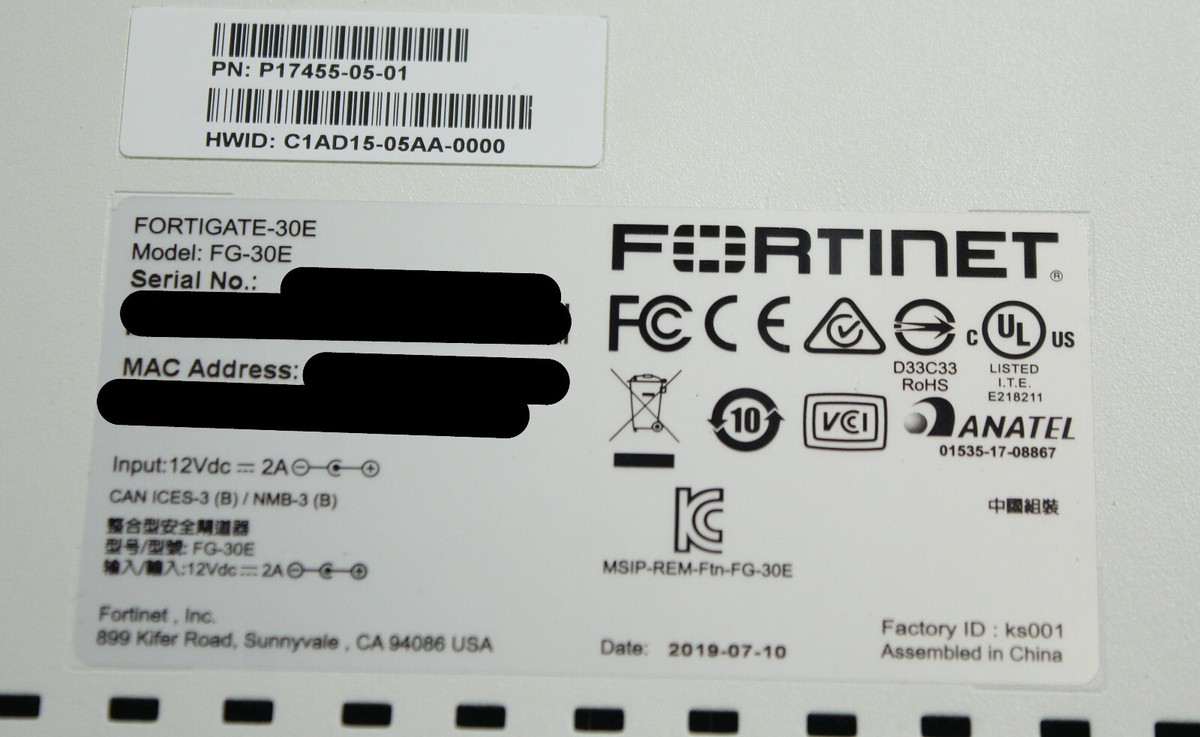 PN: P17455-05-01
HWID: C1AD15-05AA-0000
FORTIGATE-30E
Model: FG-30E
Serial No.:
MAC Address:
Input:12Vdc ⎓ 2A
CAN ICES-3 (B) / NMB-3 (B)
整合型安全閘道器
型号/型號: FG-30E
输入/輸入:12Vdc ⎓ 2A
Fortinet , Inc.
899 Kifer Road, Sunnyvale , CA 94086 USA
FORTINET®
FC CE
D33C33
RoHS
C UL US
LISTED
I.T.E.
E218211
10
VCI
ANATEL
01535-17-08867
KC
中國組裝
MSIP-REM-Ftn-FG-30E
Date: 2019-07-10
Factory ID : ks001
Assembled in China